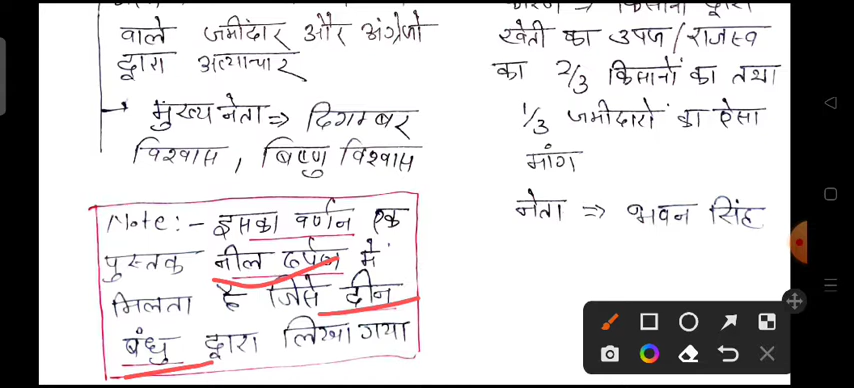 वाले जमींदार और अंग्रेजो
द्वारा अत्याचार
→ मुख्य नेता ⇒ दिगम्बर
विश्वास, बिष्णु विश्वास
Note:- इसका वर्णन एक
पुस्तक नील दर्पण में
मिलता है जिसे दीन
बंधु द्वारा लिखा गया
⇒ किसानो द्वारा
खेती का उपज/राजस्व
का 2/3 किसानों का तथा
1/3 जमीदारों का ऐसा
मांग
नेता ⇒ भवन सिंह